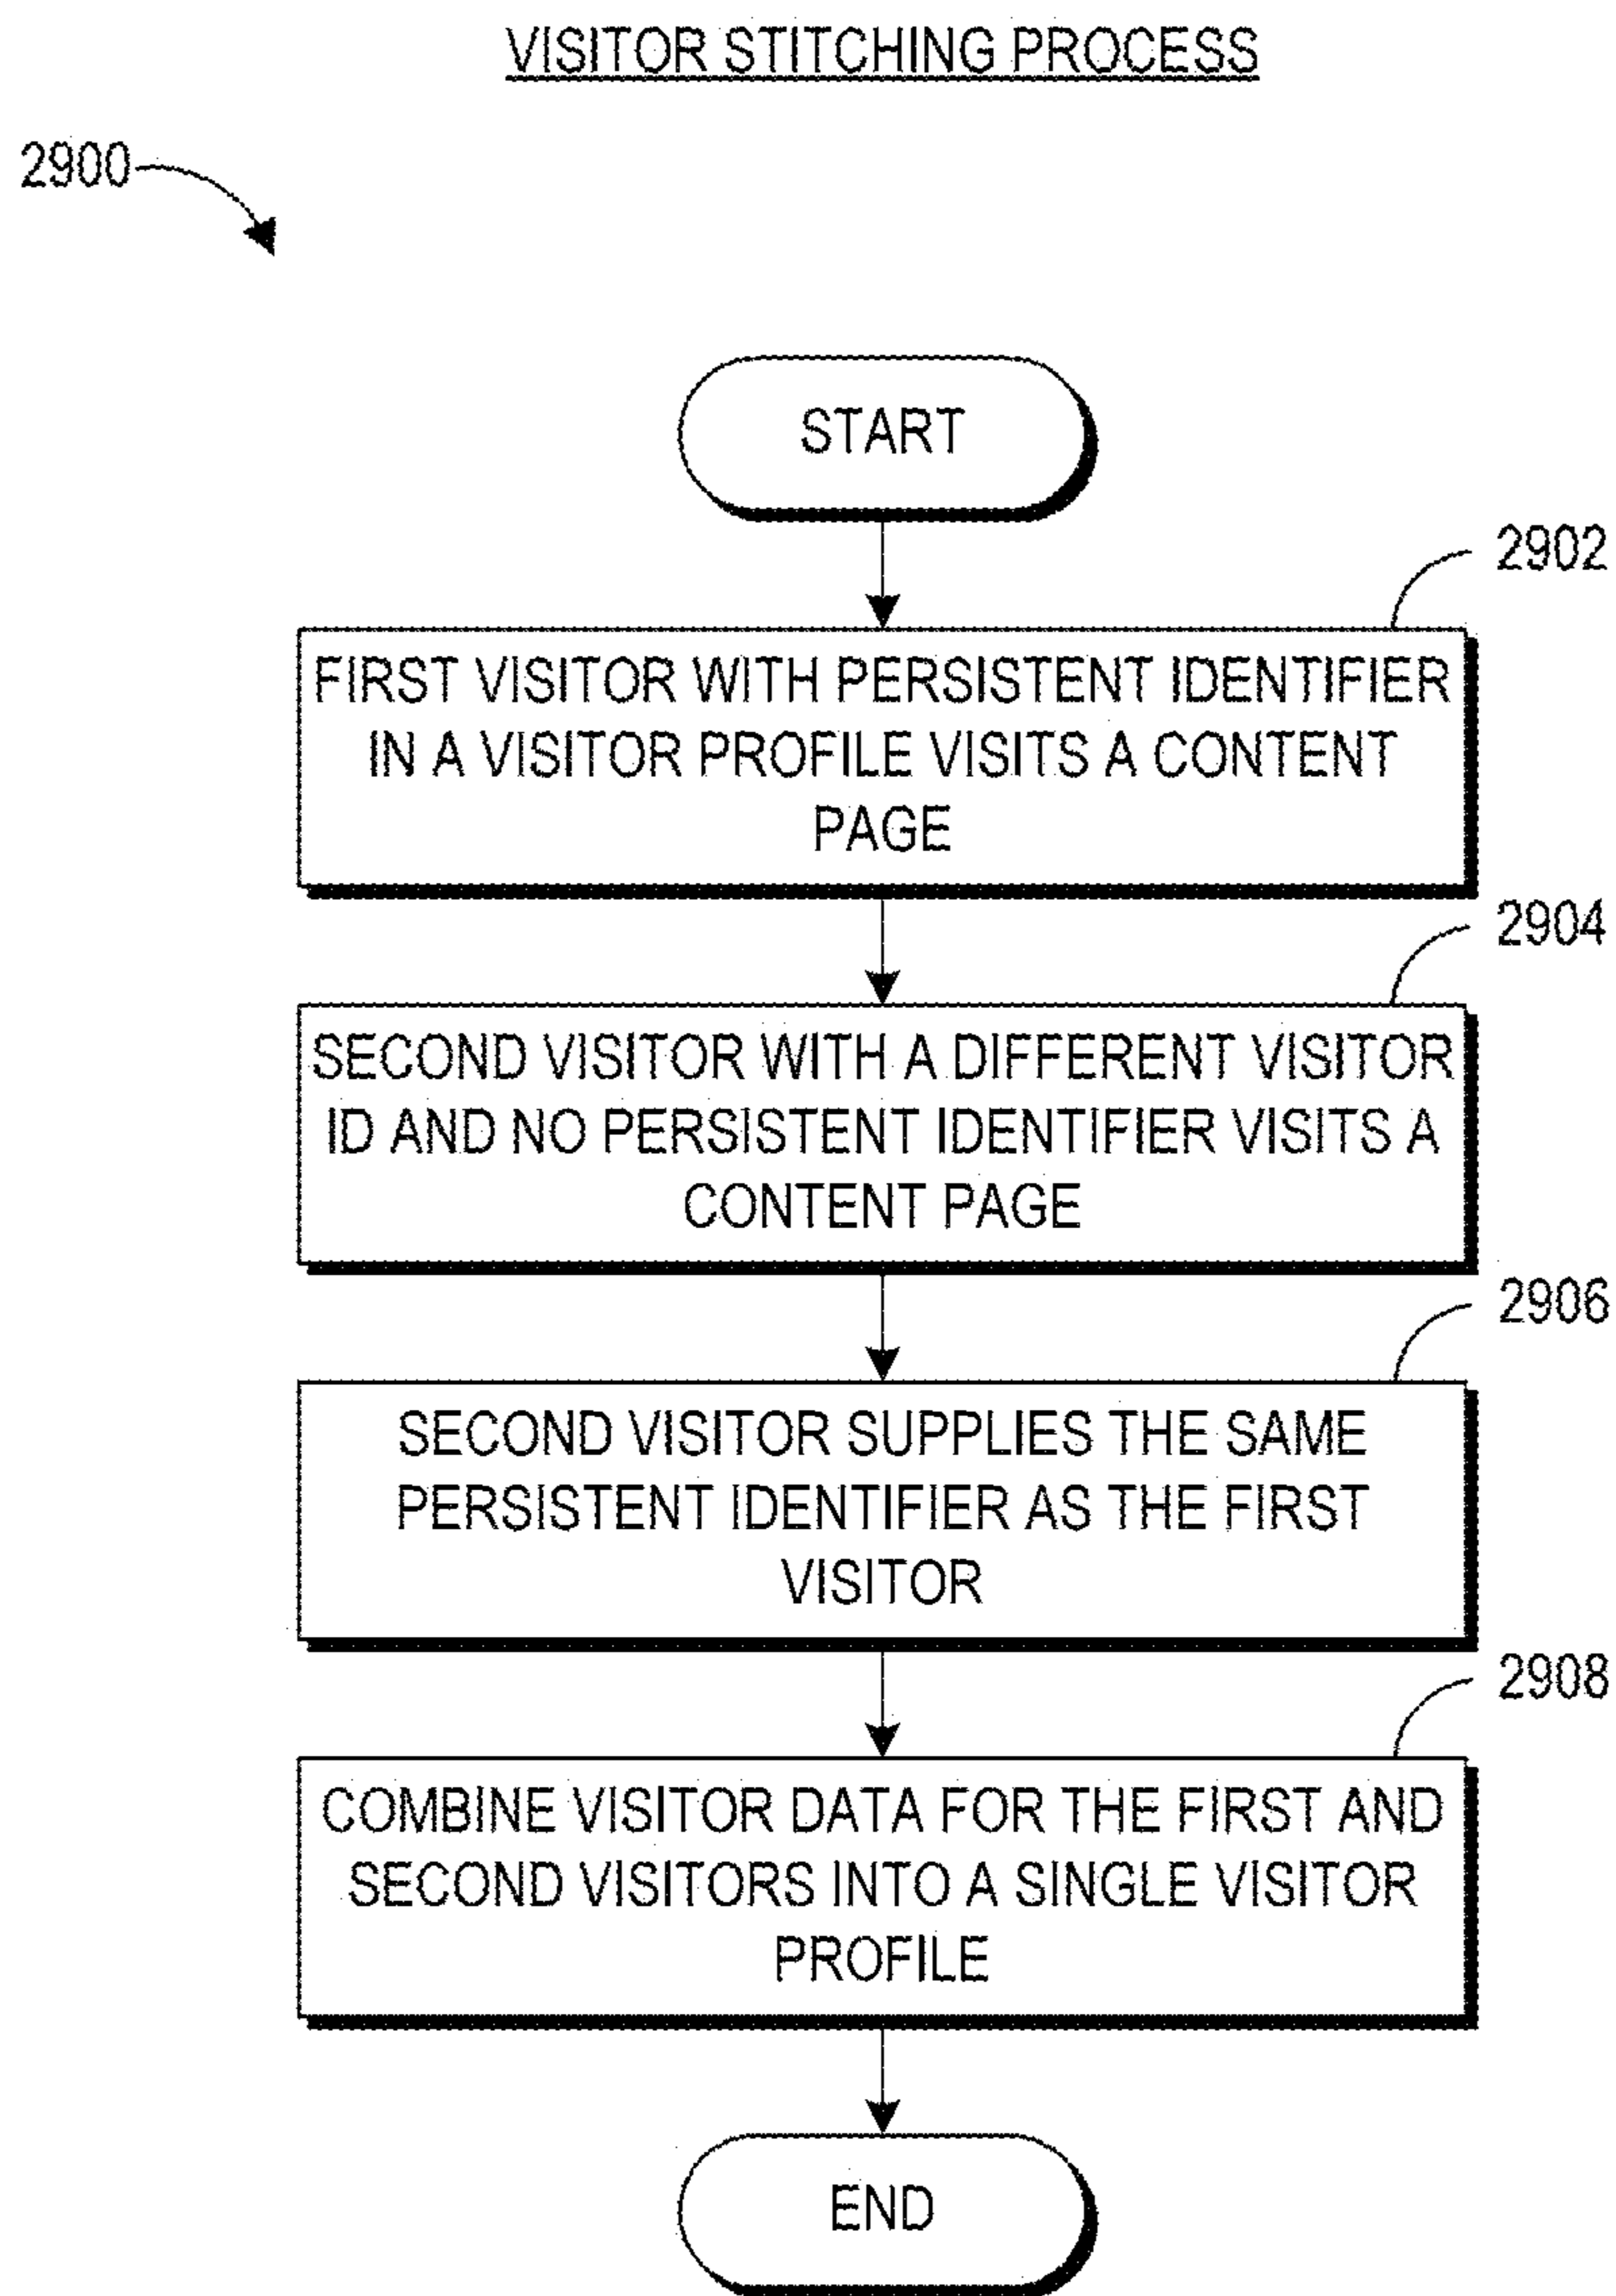 VISITOR STITCHING PROCESS
2900
START
2902
FIRST VISITOR WITH PERSISTENT IDENTIFIER
IN A VISITOR PROFILE VISITS A CONTENT
PAGE
2904
SECOND VISITOR WITH A DIFFERENT VISITOR
ID AND NO PERSISTENT IDENTIFIER VISITS A
CONTENT PAGE
2906
SECOND VISITOR SUPPLIES THE SAME
PERSISTENT IDENTIFIER AS THE FIRST
VISITOR
2908
COMBINE VISITOR DATA FOR THE FIRST AND
SECOND VISITORS INTO A SINGLE VISITOR
PROFILE
END